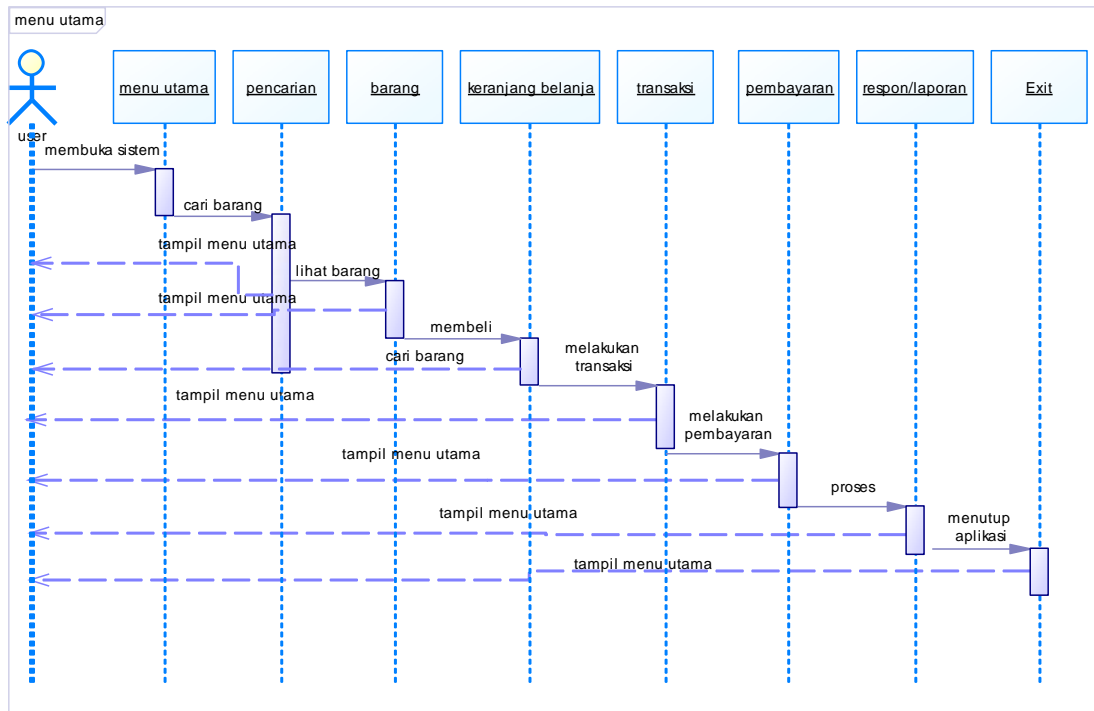 menu utama
menu utama
pencarian
barang
keranjang belanja
transaksi
pembayaran
respon/laporan
Exit
user
membuka sistem
cari barang
tampil menu utama
lihat barang
tampil menu utama
membeli
cari barang
melakukan
transaksi
tampil menu utama
melakukan
pembayaran
tampil menu utama
proses
tampil menu utama
menutup
aplikasi
tampil menu utama